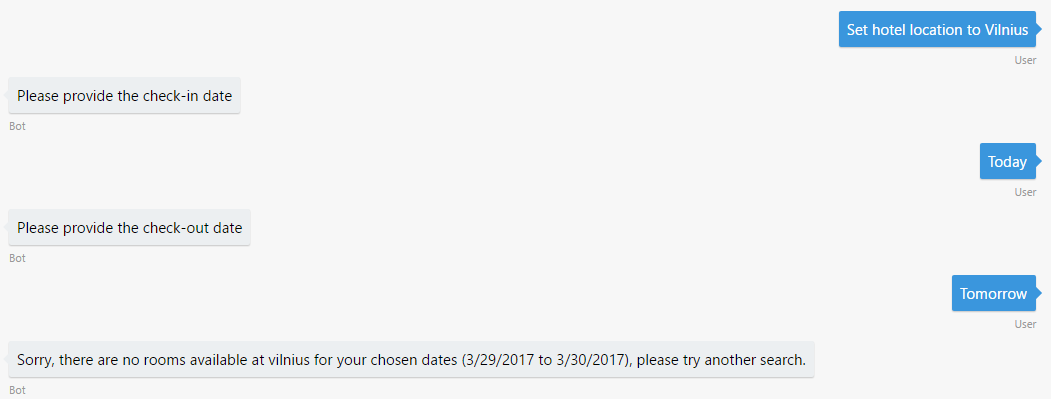 Set hotel location to Vilnius
User
Please provide the check-in date
Bot
Today
User
Please provide the check-out date
Bot
Tomorrow
User
Sorry, there are no rooms available at vilnius for your chosen dates (3/29/2017 to 3/30/2017), please try another search.
Bot